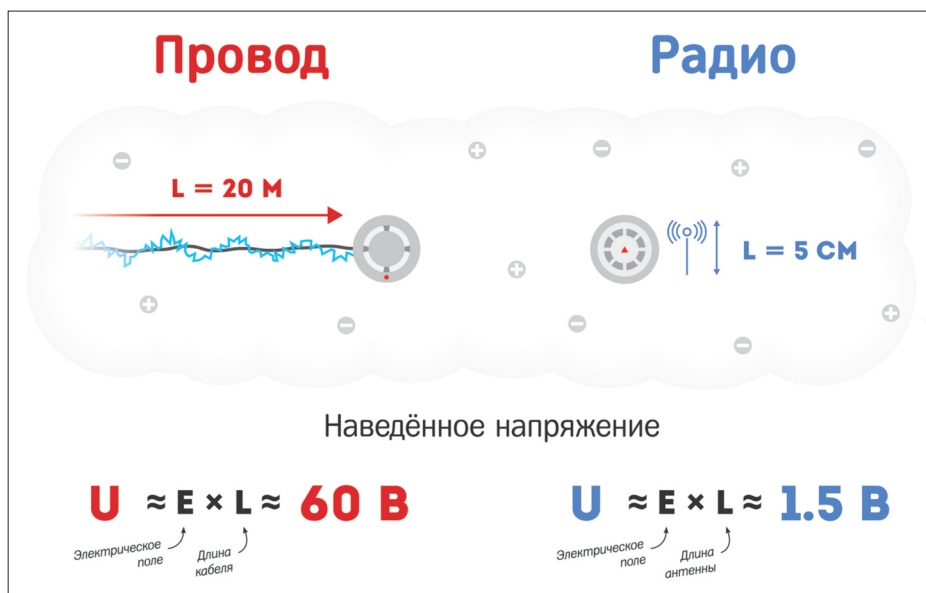 Провод
Радио
L = 20 М
L = 5 СМ
Наведённое напряжение
U ≈ E × L ≈ 60 В
Электрическое
поле
Длина
кабеля
U ≈ E × L ≈ 1.5 В
Электрическое
поле
Длина
антенны